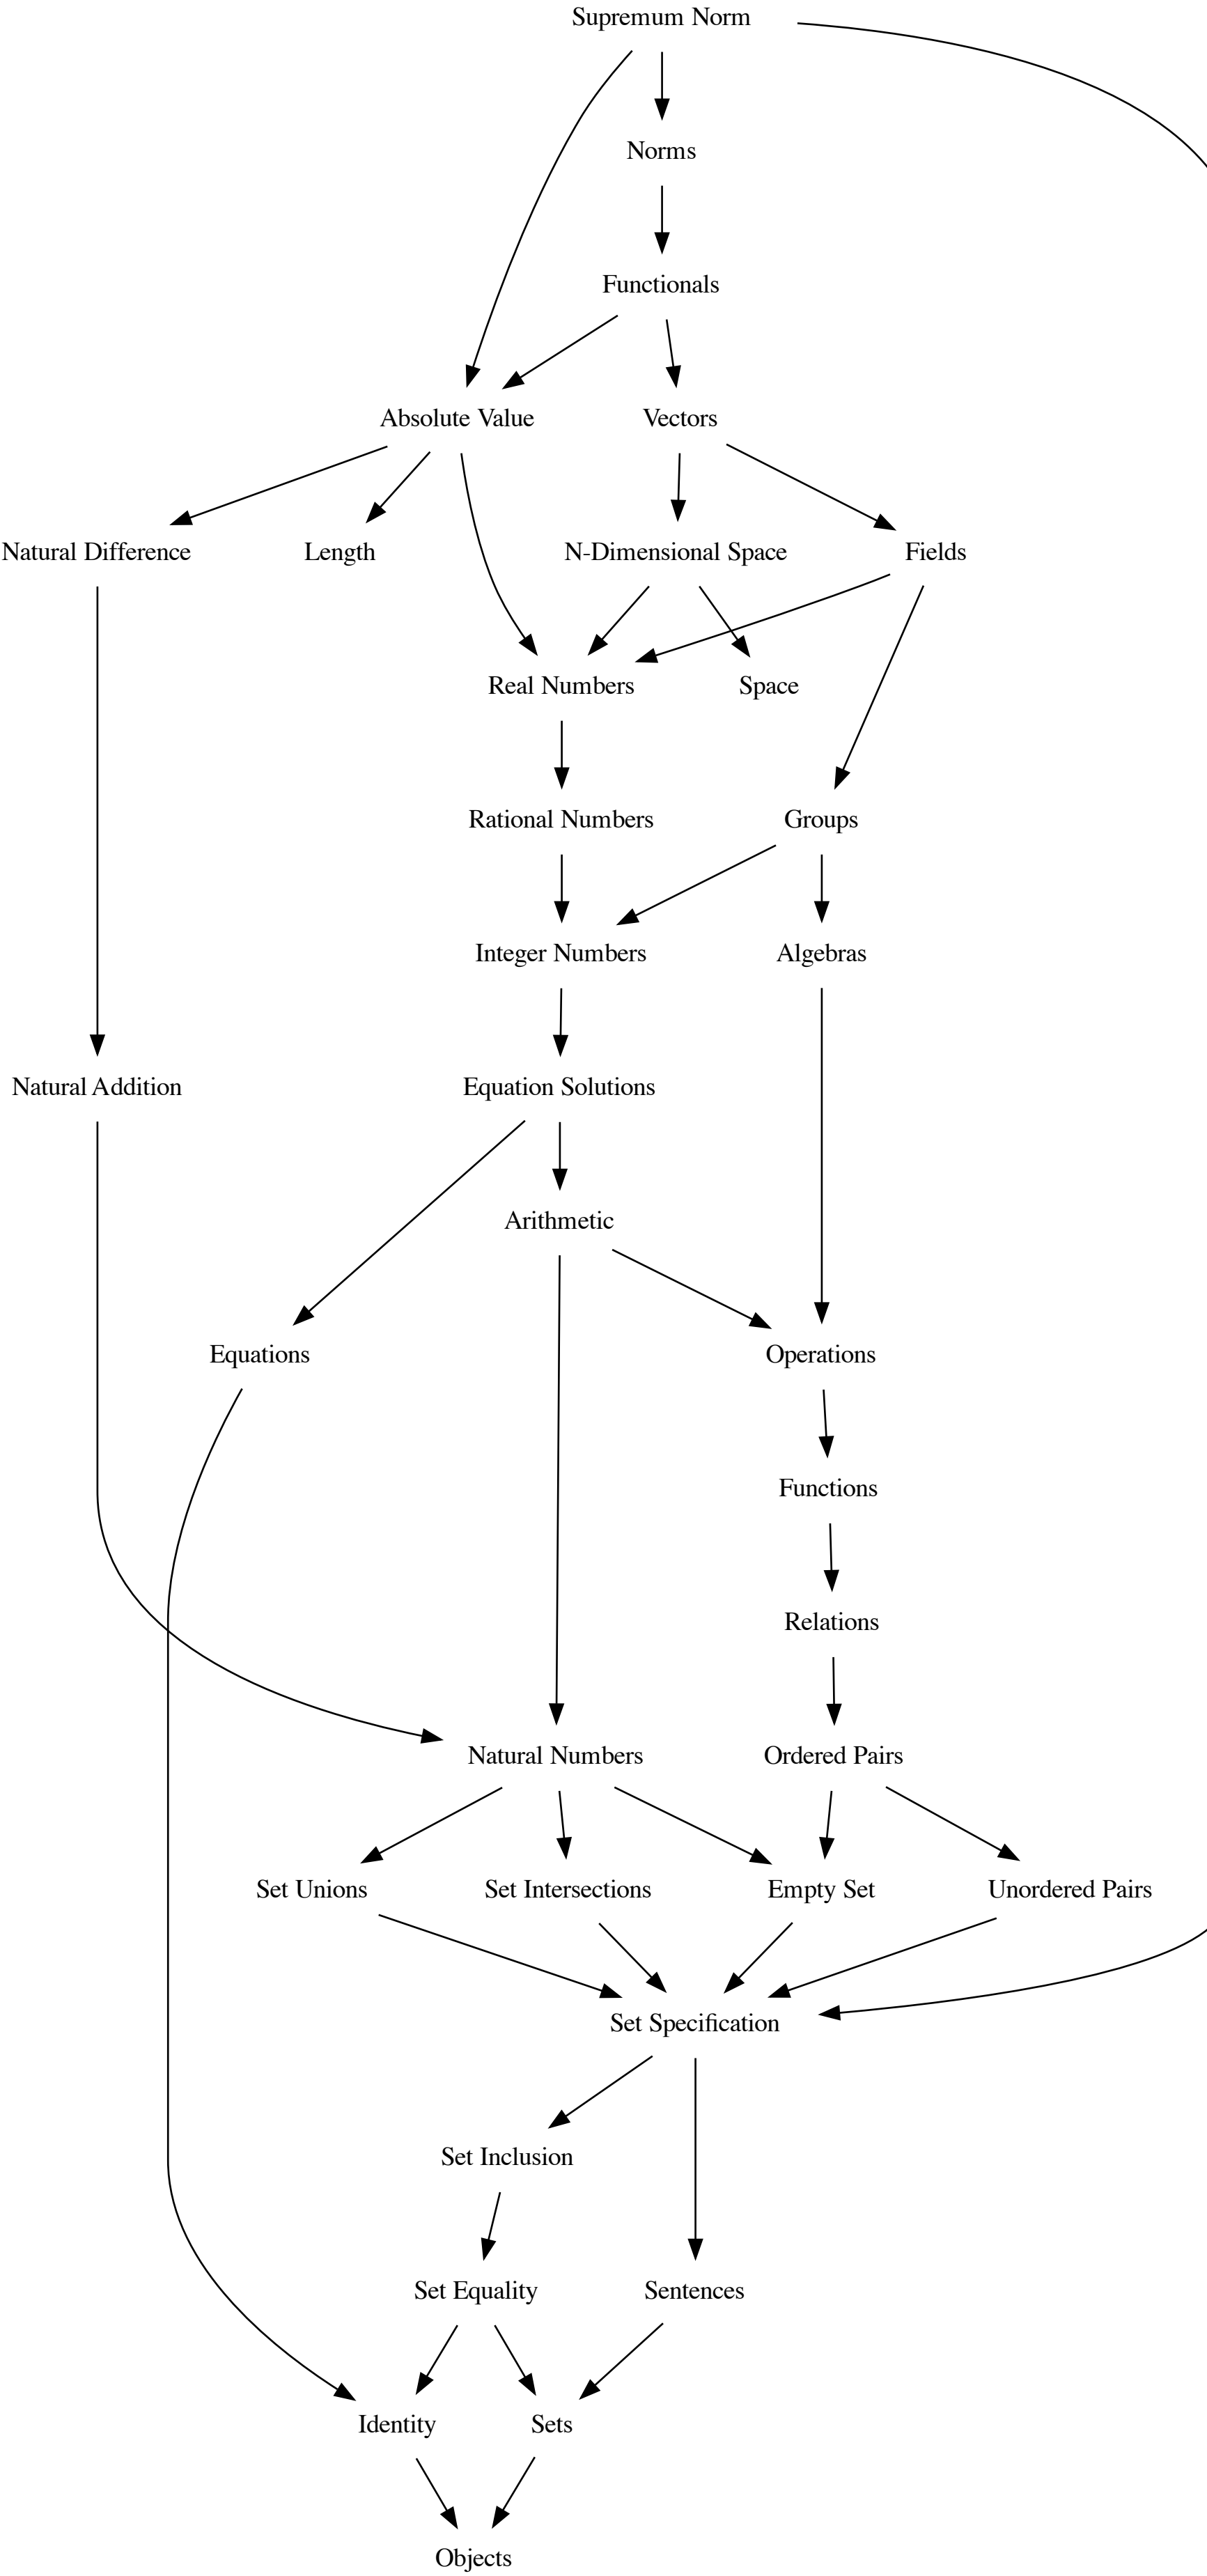 Supremum Norm
Norms
Functionals
Absolute Value
Vectors
Natural Difference
Length
N-Dimensional Space
Fields
Real Numbers
Space
Rational Numbers
Groups
Integer Numbers
Algebras
Natural Addition
Equation Solutions
Arithmetic
Equations
Operations
Functions
Relations
Natural Numbers
Ordered Pairs
Set Unions
Set Intersections
Empty Set
Unordered Pairs
Set Specification
Set Inclusion
Set Equality
Sentences
Identity
Sets
Objects